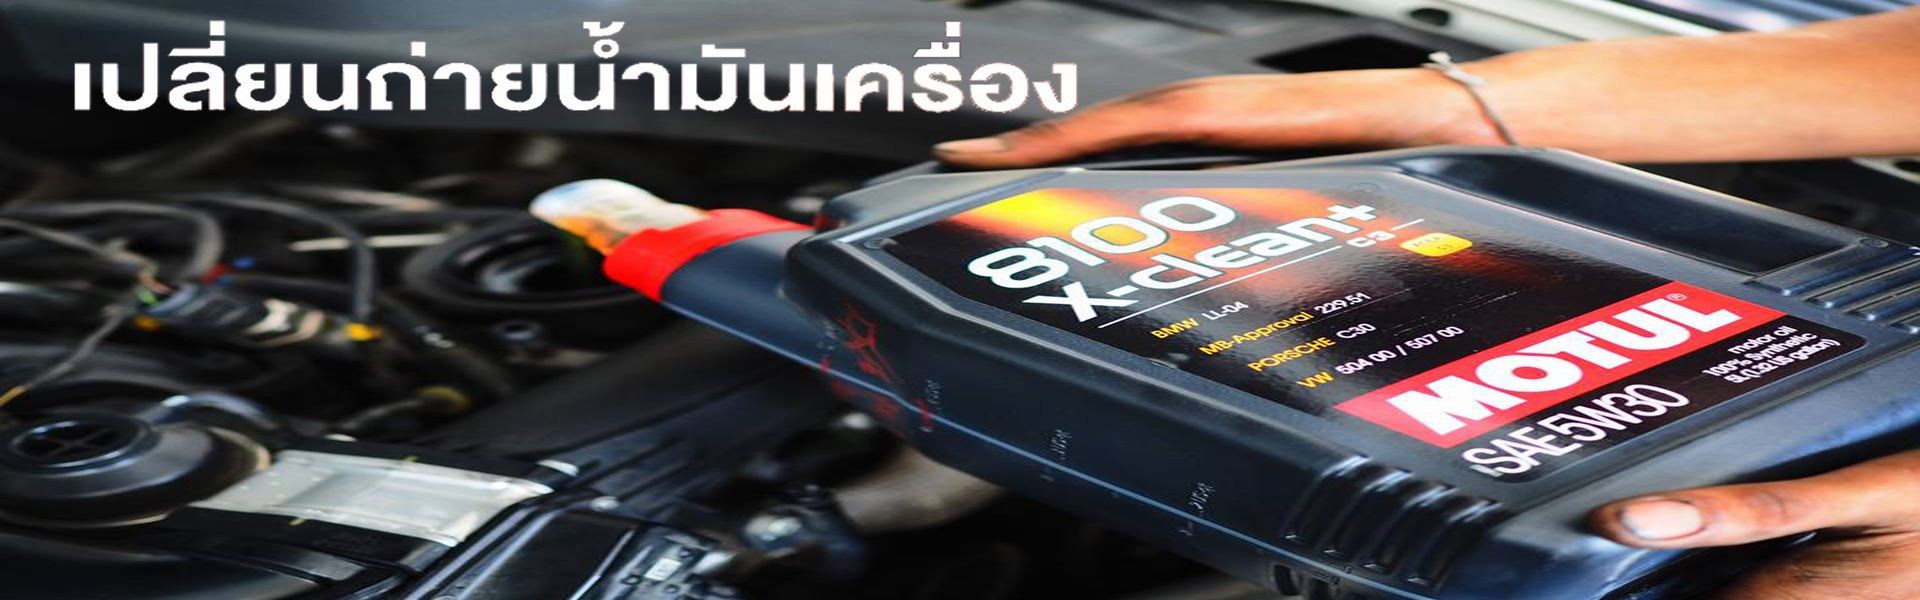 เปลี่ยนถ่ายน้ำมันเครื่อง
8100
X-clean+
C3
BMW LL-04
MB-Approval 229.51
PORSCHE C30
VW 504 00 / 507 00
MOTUL®
SAE 5W30
motor oil
100% Synthetic
5L (1.32 US gallon)